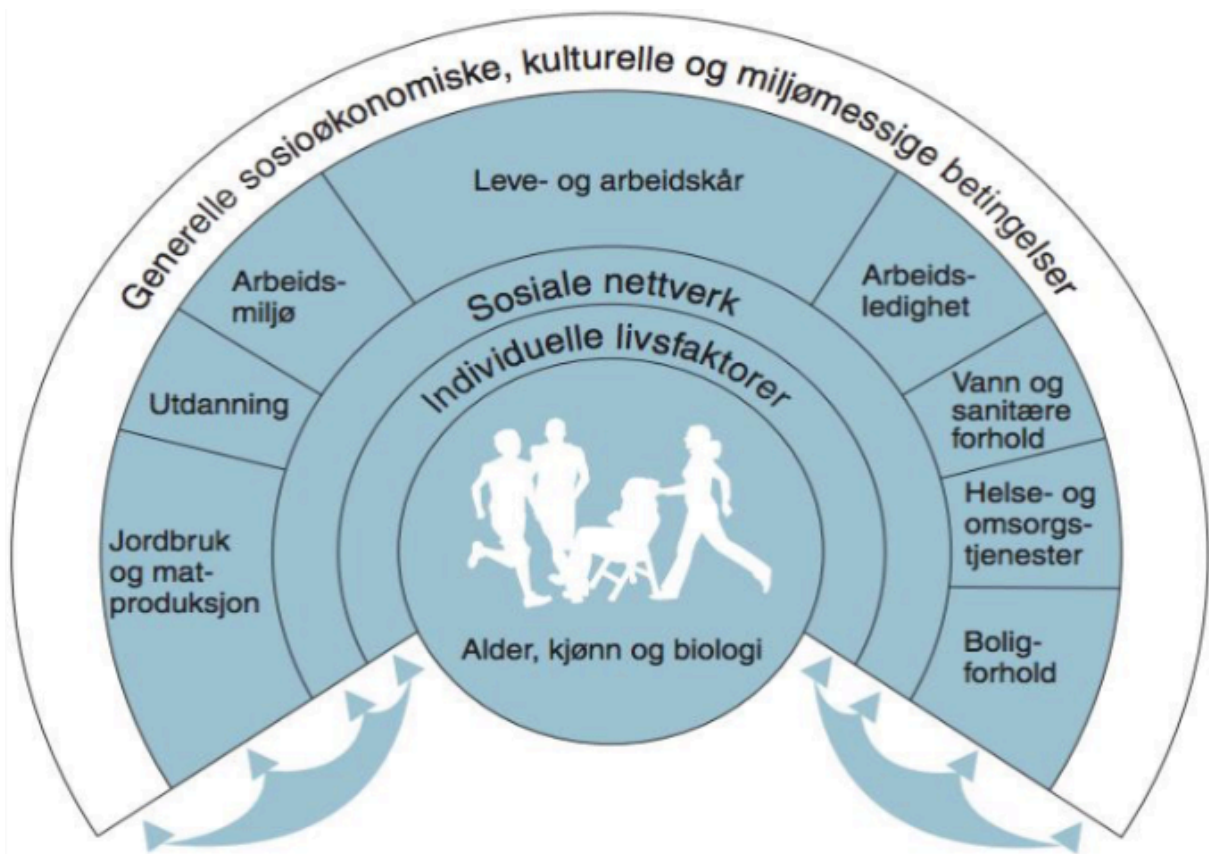 Generelle sosioøkonomiske, kulturelle og miljømessige betingelser
Leve- og arbeidskår
Arbeids-
miljø
Utdanning
Jordbruk
og mat-
produksjon
Arbeids-
ledighet
Vann og
sanitære
forhold
Helse- og
omsorgs-
tjenester
Bolig-
forhold
Sosiale nettverk
Individuelle livsfaktorer
Alder, kjønn og biologi